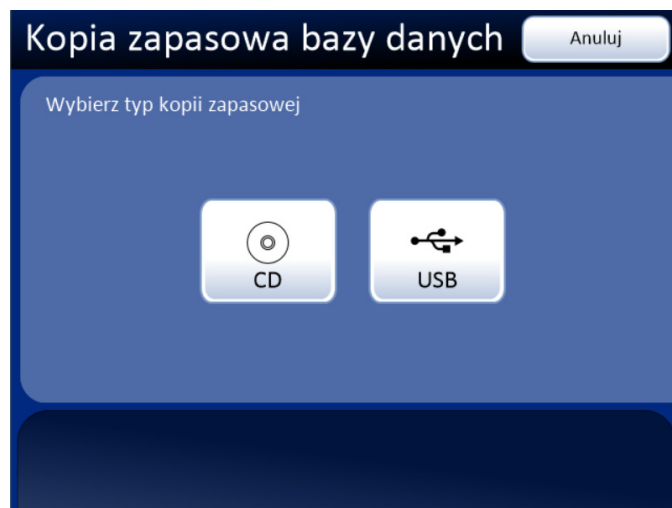 Kopia zapasowa bazy danych
Anuluj
Wybierz typ kopii zapasowej
CD
USB